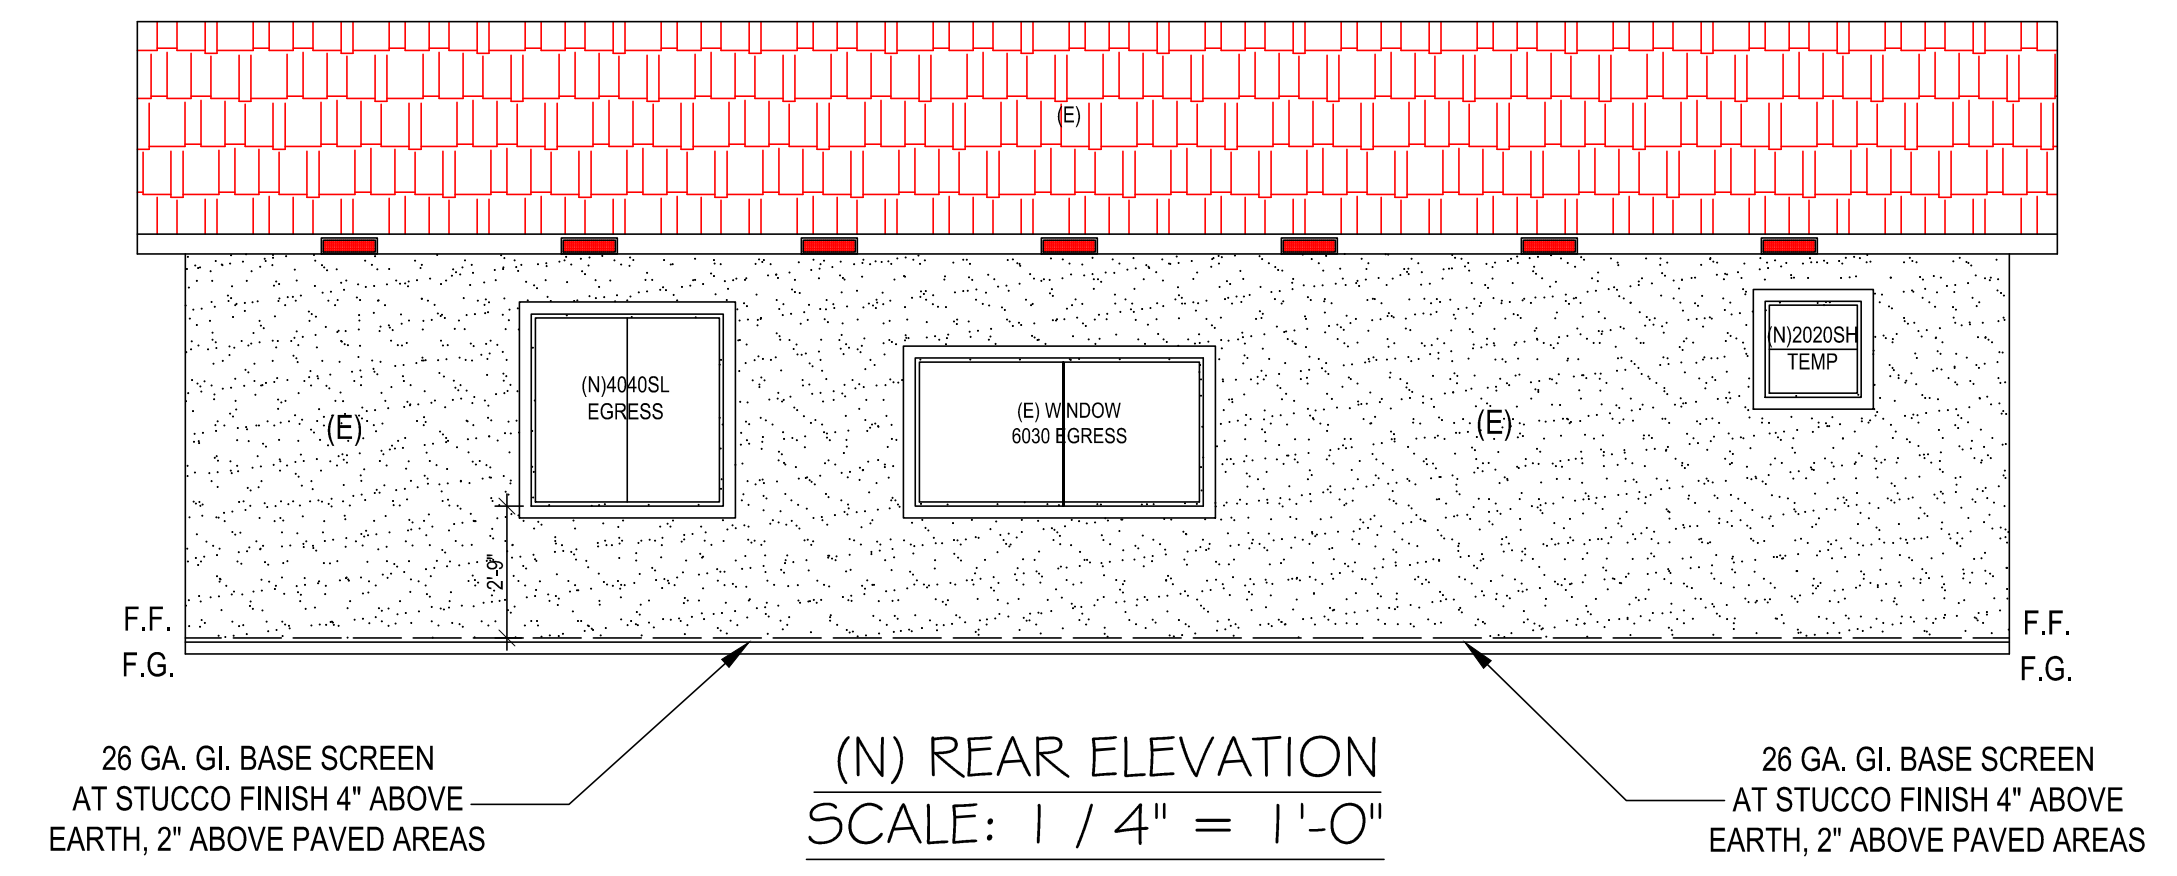 (E)
(N)4040SL
EGRESS
(E) WINDOW
6030 EGRESS
(N)2020SH
TEMP
(E)
(E)
2'-9"
F.F.
F.G.
F.F.
F.G.
26 GA. GI. BASE SCREEN
AT STUCCO FINISH 4" ABOVE
EARTH, 2" ABOVE PAVED AREAS
(N) REAR ELEVATION
SCALE: 1 / 4" = 1'-0"
26 GA. GI. BASE SCREEN
AT STUCCO FINISH 4" ABOVE
EARTH, 2" ABOVE PAVED AREAS